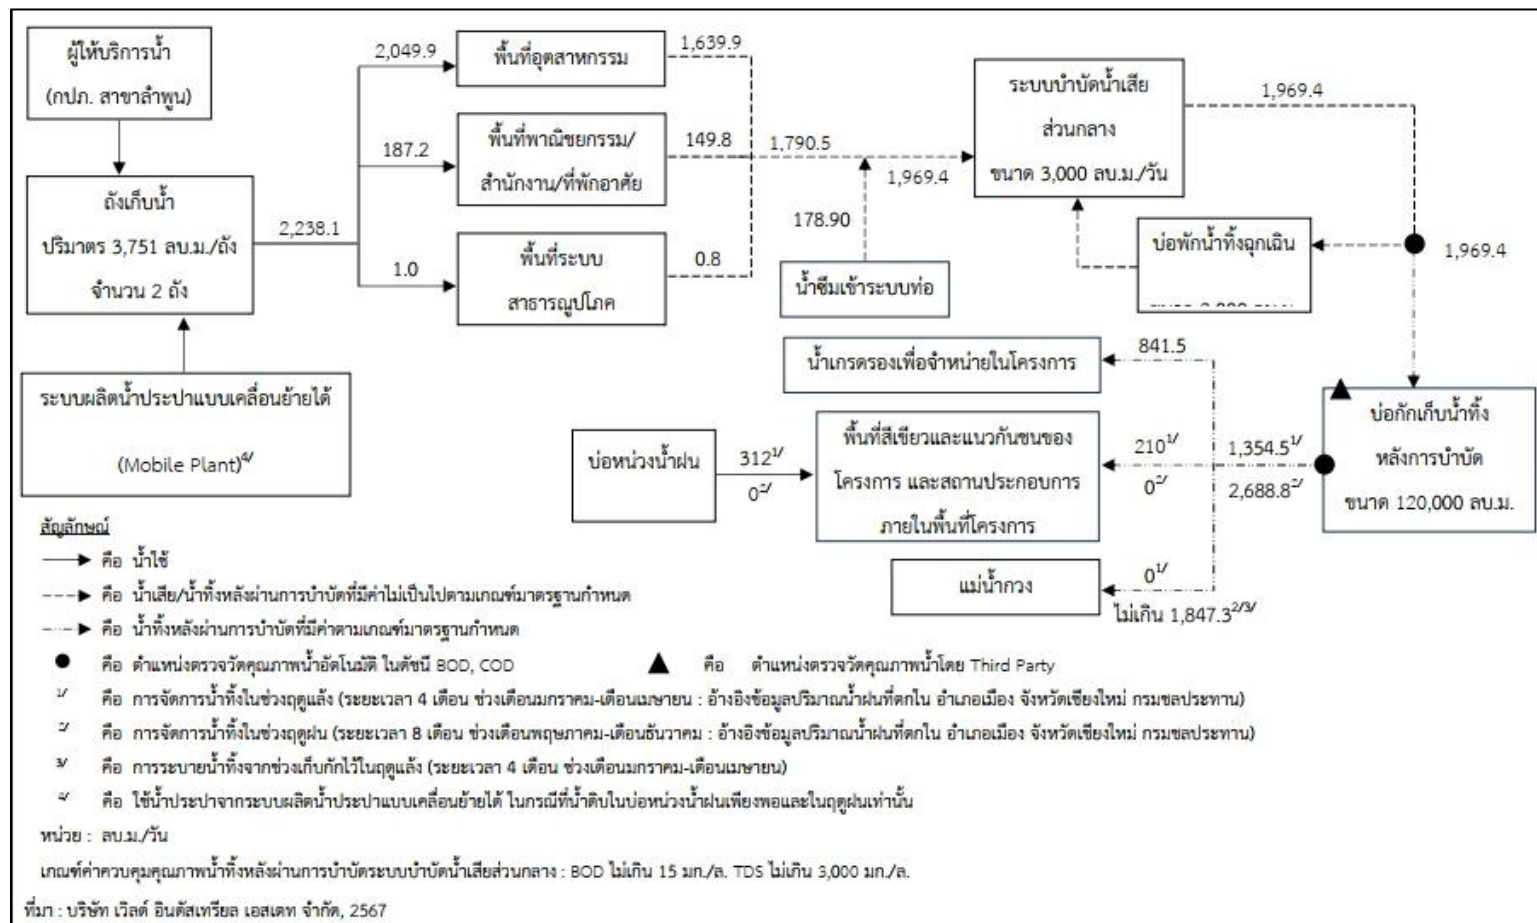 ผู้ให้บริการน้ำ
(กปภ. สาขาลำพูน)
ถังเก็บน้ำ
ปริมาตร 3,751 ลบ.ม./ถัง
จำนวน 2 ถัง
ระบบผลิตน้ำประปาแบบเคลื่อนย้ายได้
(Mobile Plant)4/
2,238.1
2,049.9
187.2
1.0
พื้นที่อุตสาหกรรม
พื้นที่พาณิชยกรรม/
สำนักงาน/ที่พักอาศัย
พื้นที่ระบบ
สาธารณูปโภค
1,639.9
149.8
0.8
1,790.5
1,969.4
178.90
น้ำซึมเข้าระบบท่อ
ระบบบำบัดน้ำเสีย
ส่วนกลาง
ขนาด 3,000 ลบ.ม./วัน
1,969.4
บ่อพักน้ำทิ้งฉุกเฉิน
1,969.4
บ่อกักเก็บน้ำทิ้ง
หลังการบำบัด
ขนาด 120,000 ลบ.ม.
1,354.51/
2,688.82/
น้ำเกรดรองเพื่อจำหน่ายในโครงการ
841.5
บ่อหน่วงน้ำฝน
3121/
02/
พื้นที่สีเขียวและแนวกันชนของ
โครงการ และสถานประกอบการ
ภายในพื้นที่โครงการ
2101/
02/
แม่น้ำกวง
01/
ไม่เกิน 1,847.32/3/
สัญลักษณ์
คือ น้ำใช้
คือ น้ำเสีย/น้ำทิ้งหลังผ่านการบำบัดที่มีค่าไม่เป็นไปตามเกณฑ์มาตรฐานกำหนด
คือ น้ำทิ้งหลังผ่านการบำบัดที่มีค่าตามเกณฑ์มาตรฐานกำหนด
คือ ตำแหน่งตรวจวัดคุณภาพน้ำอัตโนมัติ ในดัชนี BOD, COD
คือ ตำแหน่งตรวจวัดคุณภาพน้ำโดย Third Party
1/ คือ การจัดการน้ำทิ้งในช่วงฤดูแล้ง (ระยะเวลา 4 เดือน ช่วงเดือนมกราคม-เดือนเมษายน : อ้างอิงข้อมูลปริมาณน้ำฝนที่ตกใน อำเภอเมือง จังหวัดเชียงใหม่ กรมชลประทาน)
2/ คือ การจัดการน้ำทิ้งในช่วงฤดูฝน (ระยะเวลา 8 เดือน ช่วงเดือนพฤษภาคม-เดือนธันวาคม : อ้างอิงข้อมูลปริมาณน้ำฝนที่ตกใน อำเภอเมือง จังหวัดเชียงใหม่ กรมชลประทาน)
3/ คือ การระบายน้ำทิ้งจากช่วงเก็บกักไว้ในฤดูแล้ง (ระยะเวลา 4 เดือน ช่วงเดือนมกราคม-เดือนเมษายน)
4/ คือ ใช้น้ำประปาจากระบบผลิตน้ำประปาแบบเคลื่อนย้ายได้ ในกรณีที่น้ำดิบในบ่อหน่วงน้ำฝนเพียงพอและในฤดูฝนเท่านั้น
หน่วย : ลบ.ม./วัน
เกณฑ์ค่าควบคุมคุณภาพน้ำทิ้งหลังผ่านการบำบัดระบบบำบัดน้ำเสียส่วนกลาง : BOD ไม่เกิน 15 มก./ล. TDS ไม่เกิน 3,000 มก./ล.
ที่มา : บริษัท เวิลด์ อินดัสเทรียล เอสเตท จำกัด, 2567